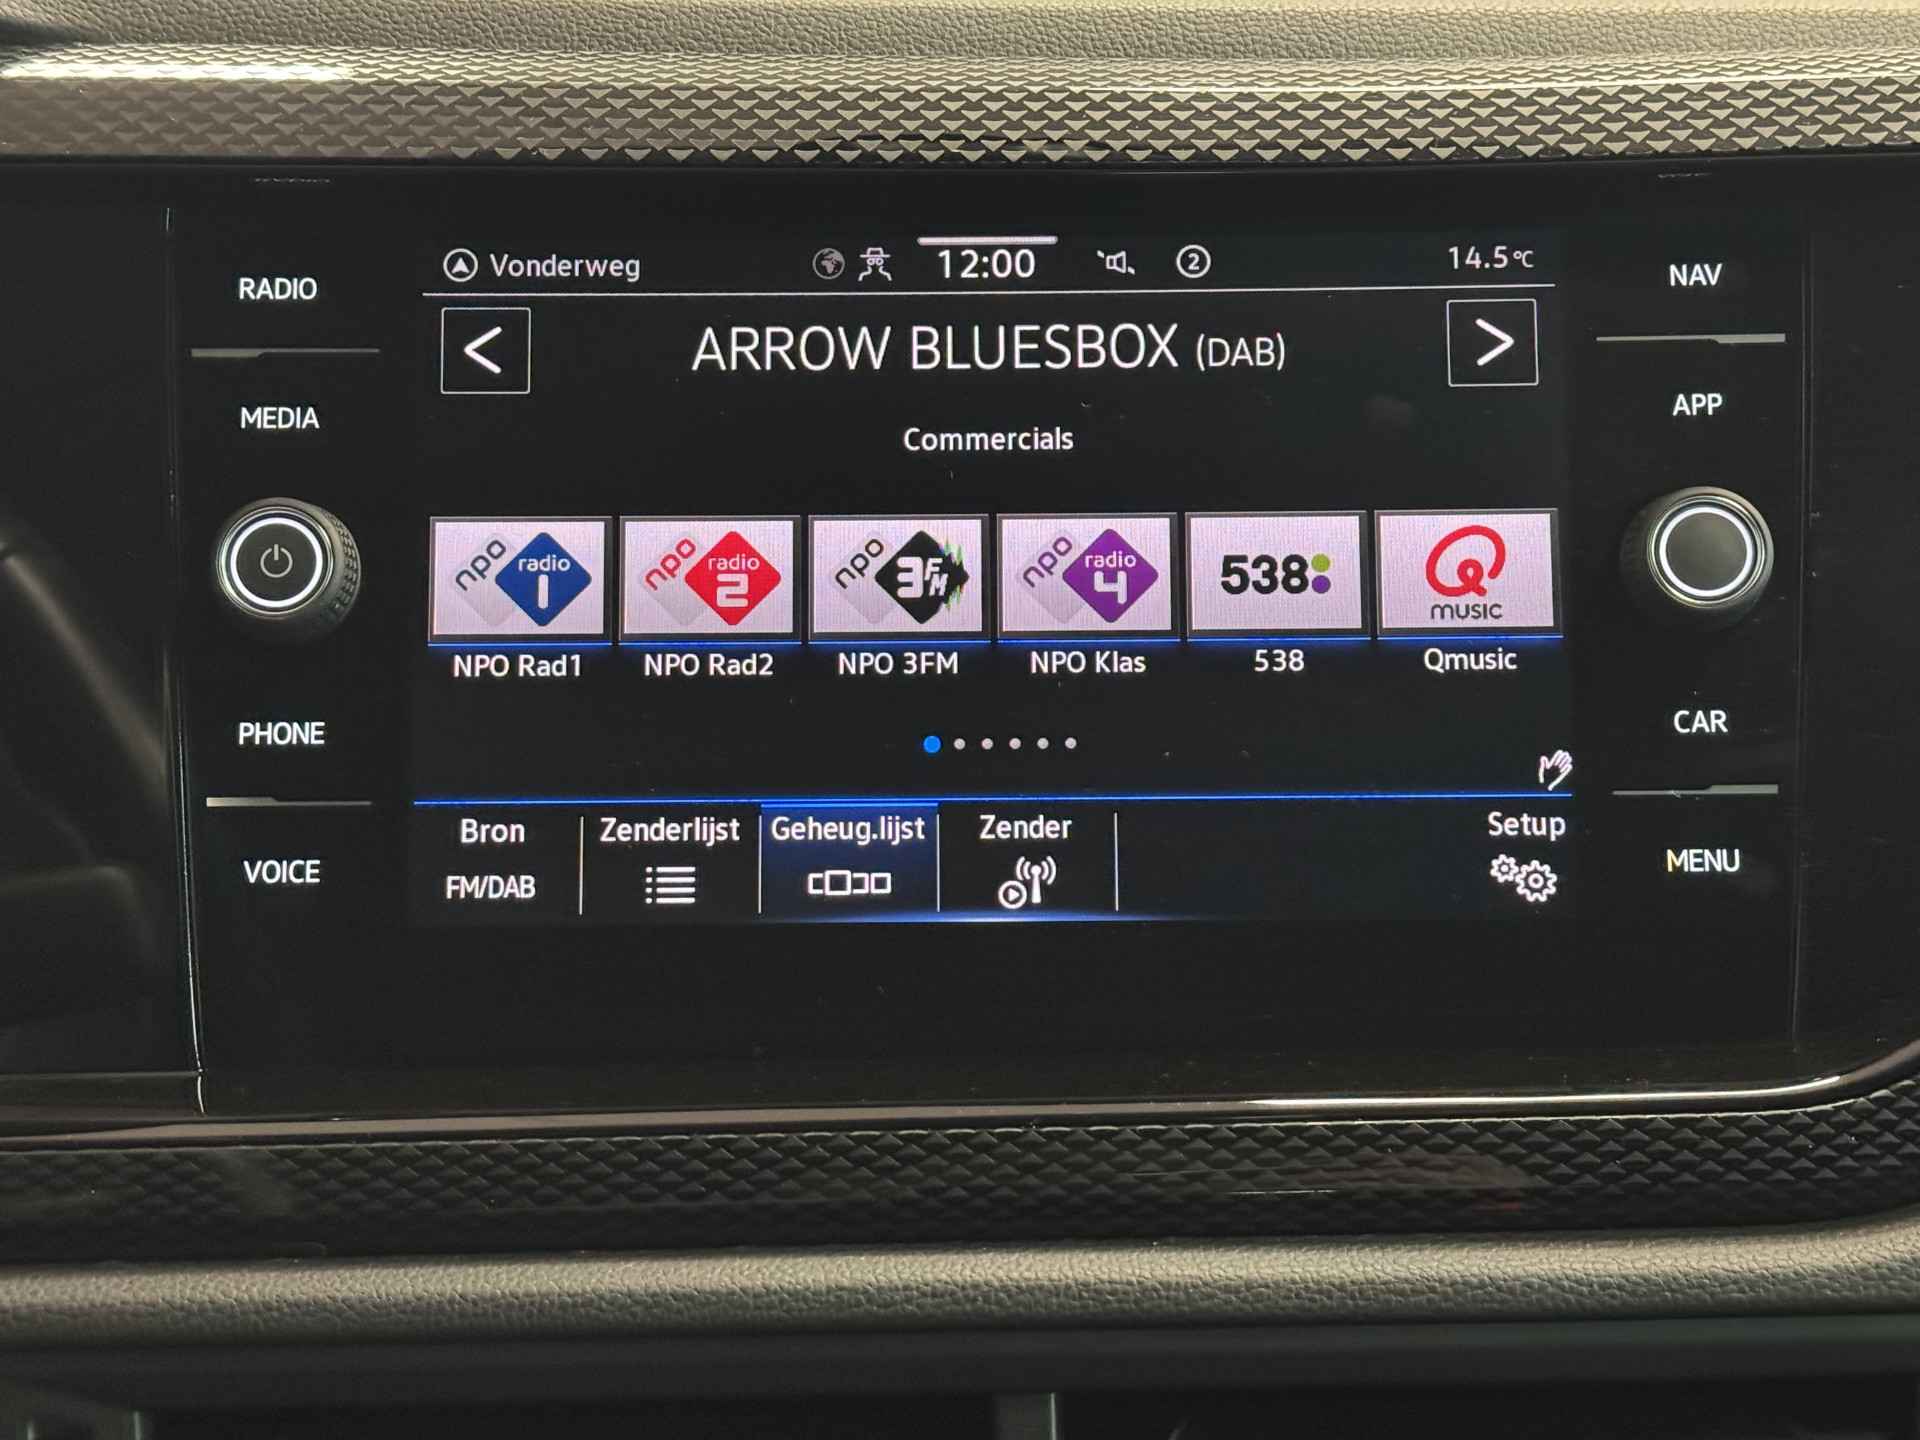 Vonderweg 12:00 2 14.5°C
RADIO
NAV
< ARROW BLUESBOX (DAB) >
MEDIA
APP
Commercials
npo radio 1
npo radio 2
npo 3FM
npo radio 4
538
Q MUSIC
NPO Rad1 NPO Rad2 NPO 3FM NPO Klas 538 Qmusic
PHONE
CAR
Bron Zenderlijst Geheug.lijst Zender Setup
FM/DAB
VOICE
MENU